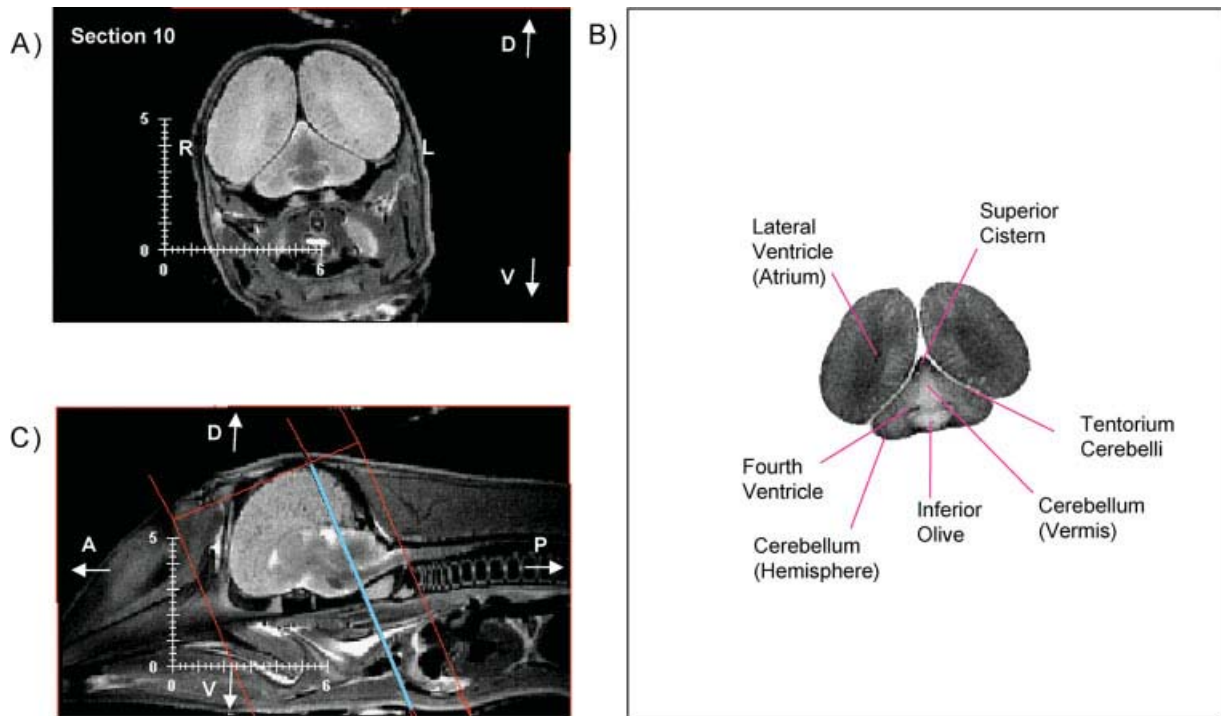 A)
Section 10
D
5
R
L
0
0
6
V
B)
Superior
Cistern
Lateral
Ventricle
(Atrium)
Tentorium
Cerebelli
Fourth
Ventricle
Inferior
Olive
Cerebellum
(Vermis)
Cerebellum
(Hemisphere)
C)
D
A
5
P
0
0
6
V